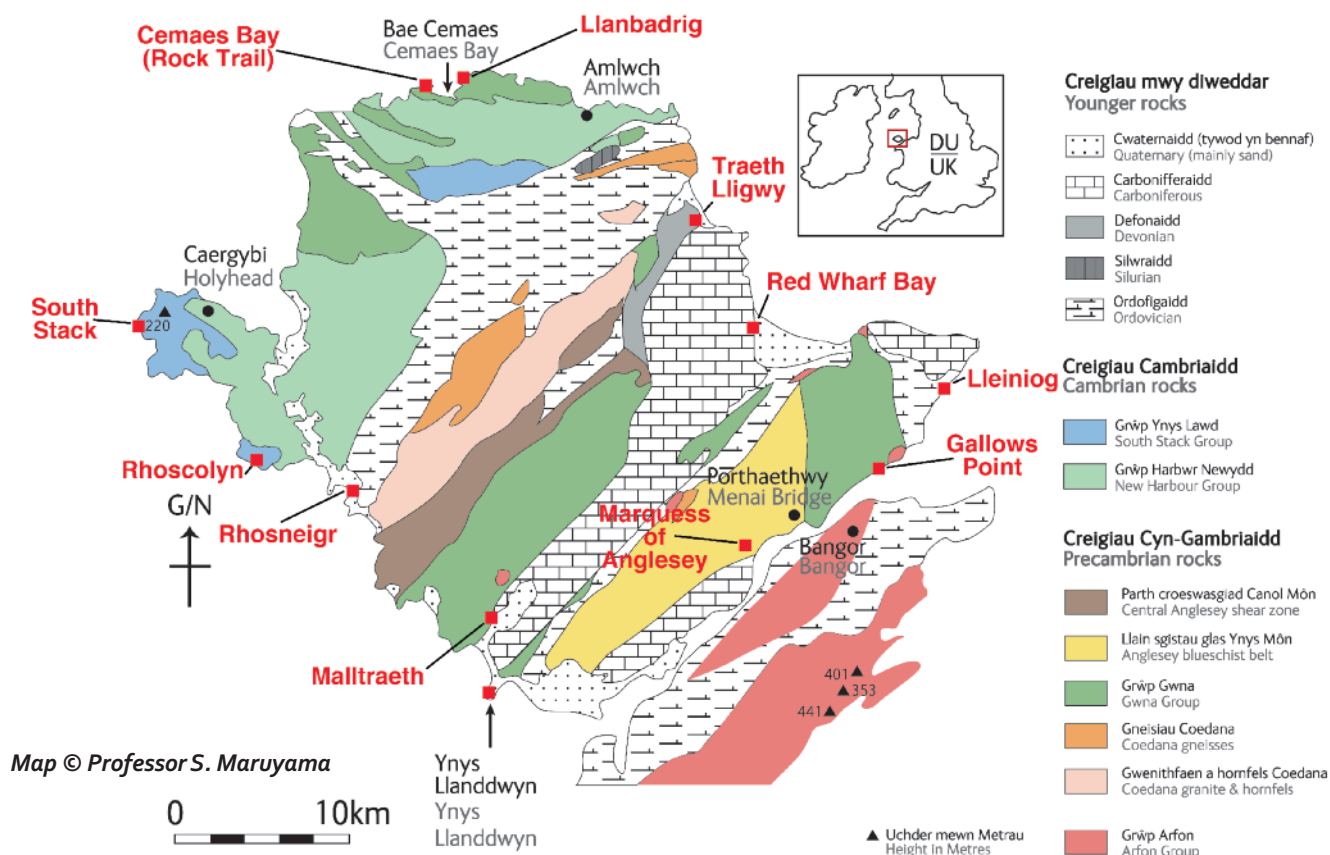 Cemaes Bay
(Rock Trail)
Bae Cemaes
Cemaes Bay
Llanbadrig
Amlwch
Amlwch
Traeth
Lligwy
DU
UK
Caergybi
Holyhead
South
Stack
220
Red Wharf Bay
Lleiniog
Rhoscolyn
G/N
Rhosneigr
Gallows
Point
Porthaethwy
Menai Bridge
Marquess
of
Anglesey
Bangor
Bangor
Malltraeth
401
353
441
Map © Professor S. Maruyama
0 10km
Ynys
Llanddwyn
Ynys
Llanddwyn
Creigiau mwy diweddar
Younger rocks
Cwaternaidd (tywod yn bennaf)
Quaternary (mainly sand)
Carbonifferaidd
Carboniferous
Defonaidd
Devonian
Silwraidd
Silurian
Ordofigaidd
Ordovician
Creigiau Cambriaidd
Cambrian rocks
Grŵp Ynys Lawd
South Stack Group
Grŵp Harbwr Newydd
New Harbour Group
Creigiau Cyn-Gambriaidd
Precambrian rocks
Parth croeswasgiad Canol Môn
Central Anglesey shear zone
Llain sgistau glas Ynys Môn
Anglesey blueschist belt
Grŵp Gwna
Gwna Group
Gneisiau Coedana
Coedana gneisses
Gwenithfaen a hornfels Coedana
Coedana granite & hornfels
Grŵp Arfon
Arfon Group
Uchder mewn Metrau
Height in Metres